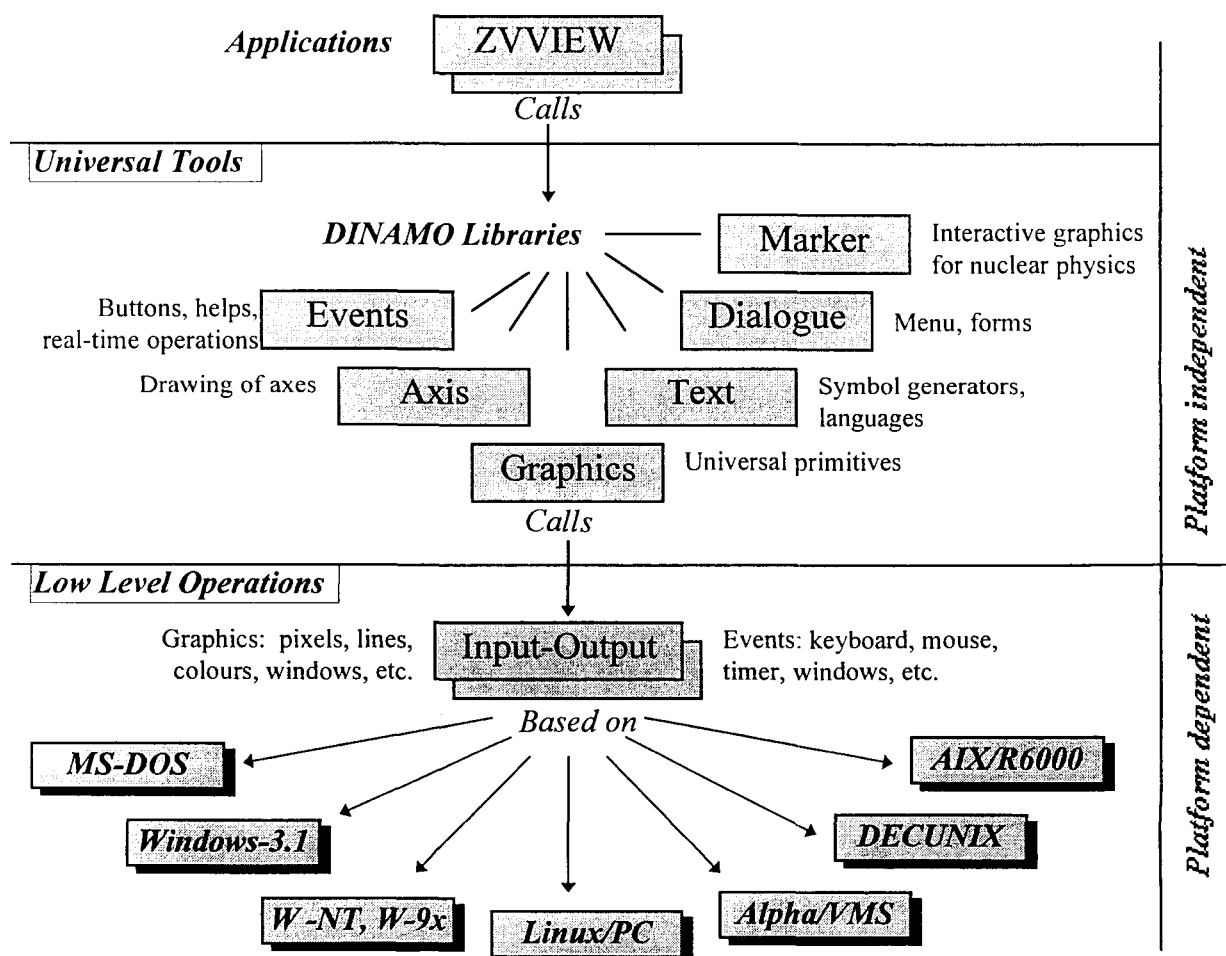 Applications
ZVVIEW
Calls
Universal Tools
DINAMO Libraries
Marker
Interactive graphics
for nuclear physics
Buttons, helps,
real-time operations
Events
Dialogue
Menu, forms
Drawing of axes
Axis
Text
Symbol generators,
languages
Graphics
Universal primitives
Calls
Platform independent
Low Level Operations
Graphics: pixels, lines,
colours, windows, etc.
Input-Output
Events: keyboard, mouse,
timer, windows, etc.
Based on
MS-DOS
AIX/R6000
Windows-3.1
DECUNIX
W-NT, W-9x
Linux/PC
Alpha/VMS
Platform dependent